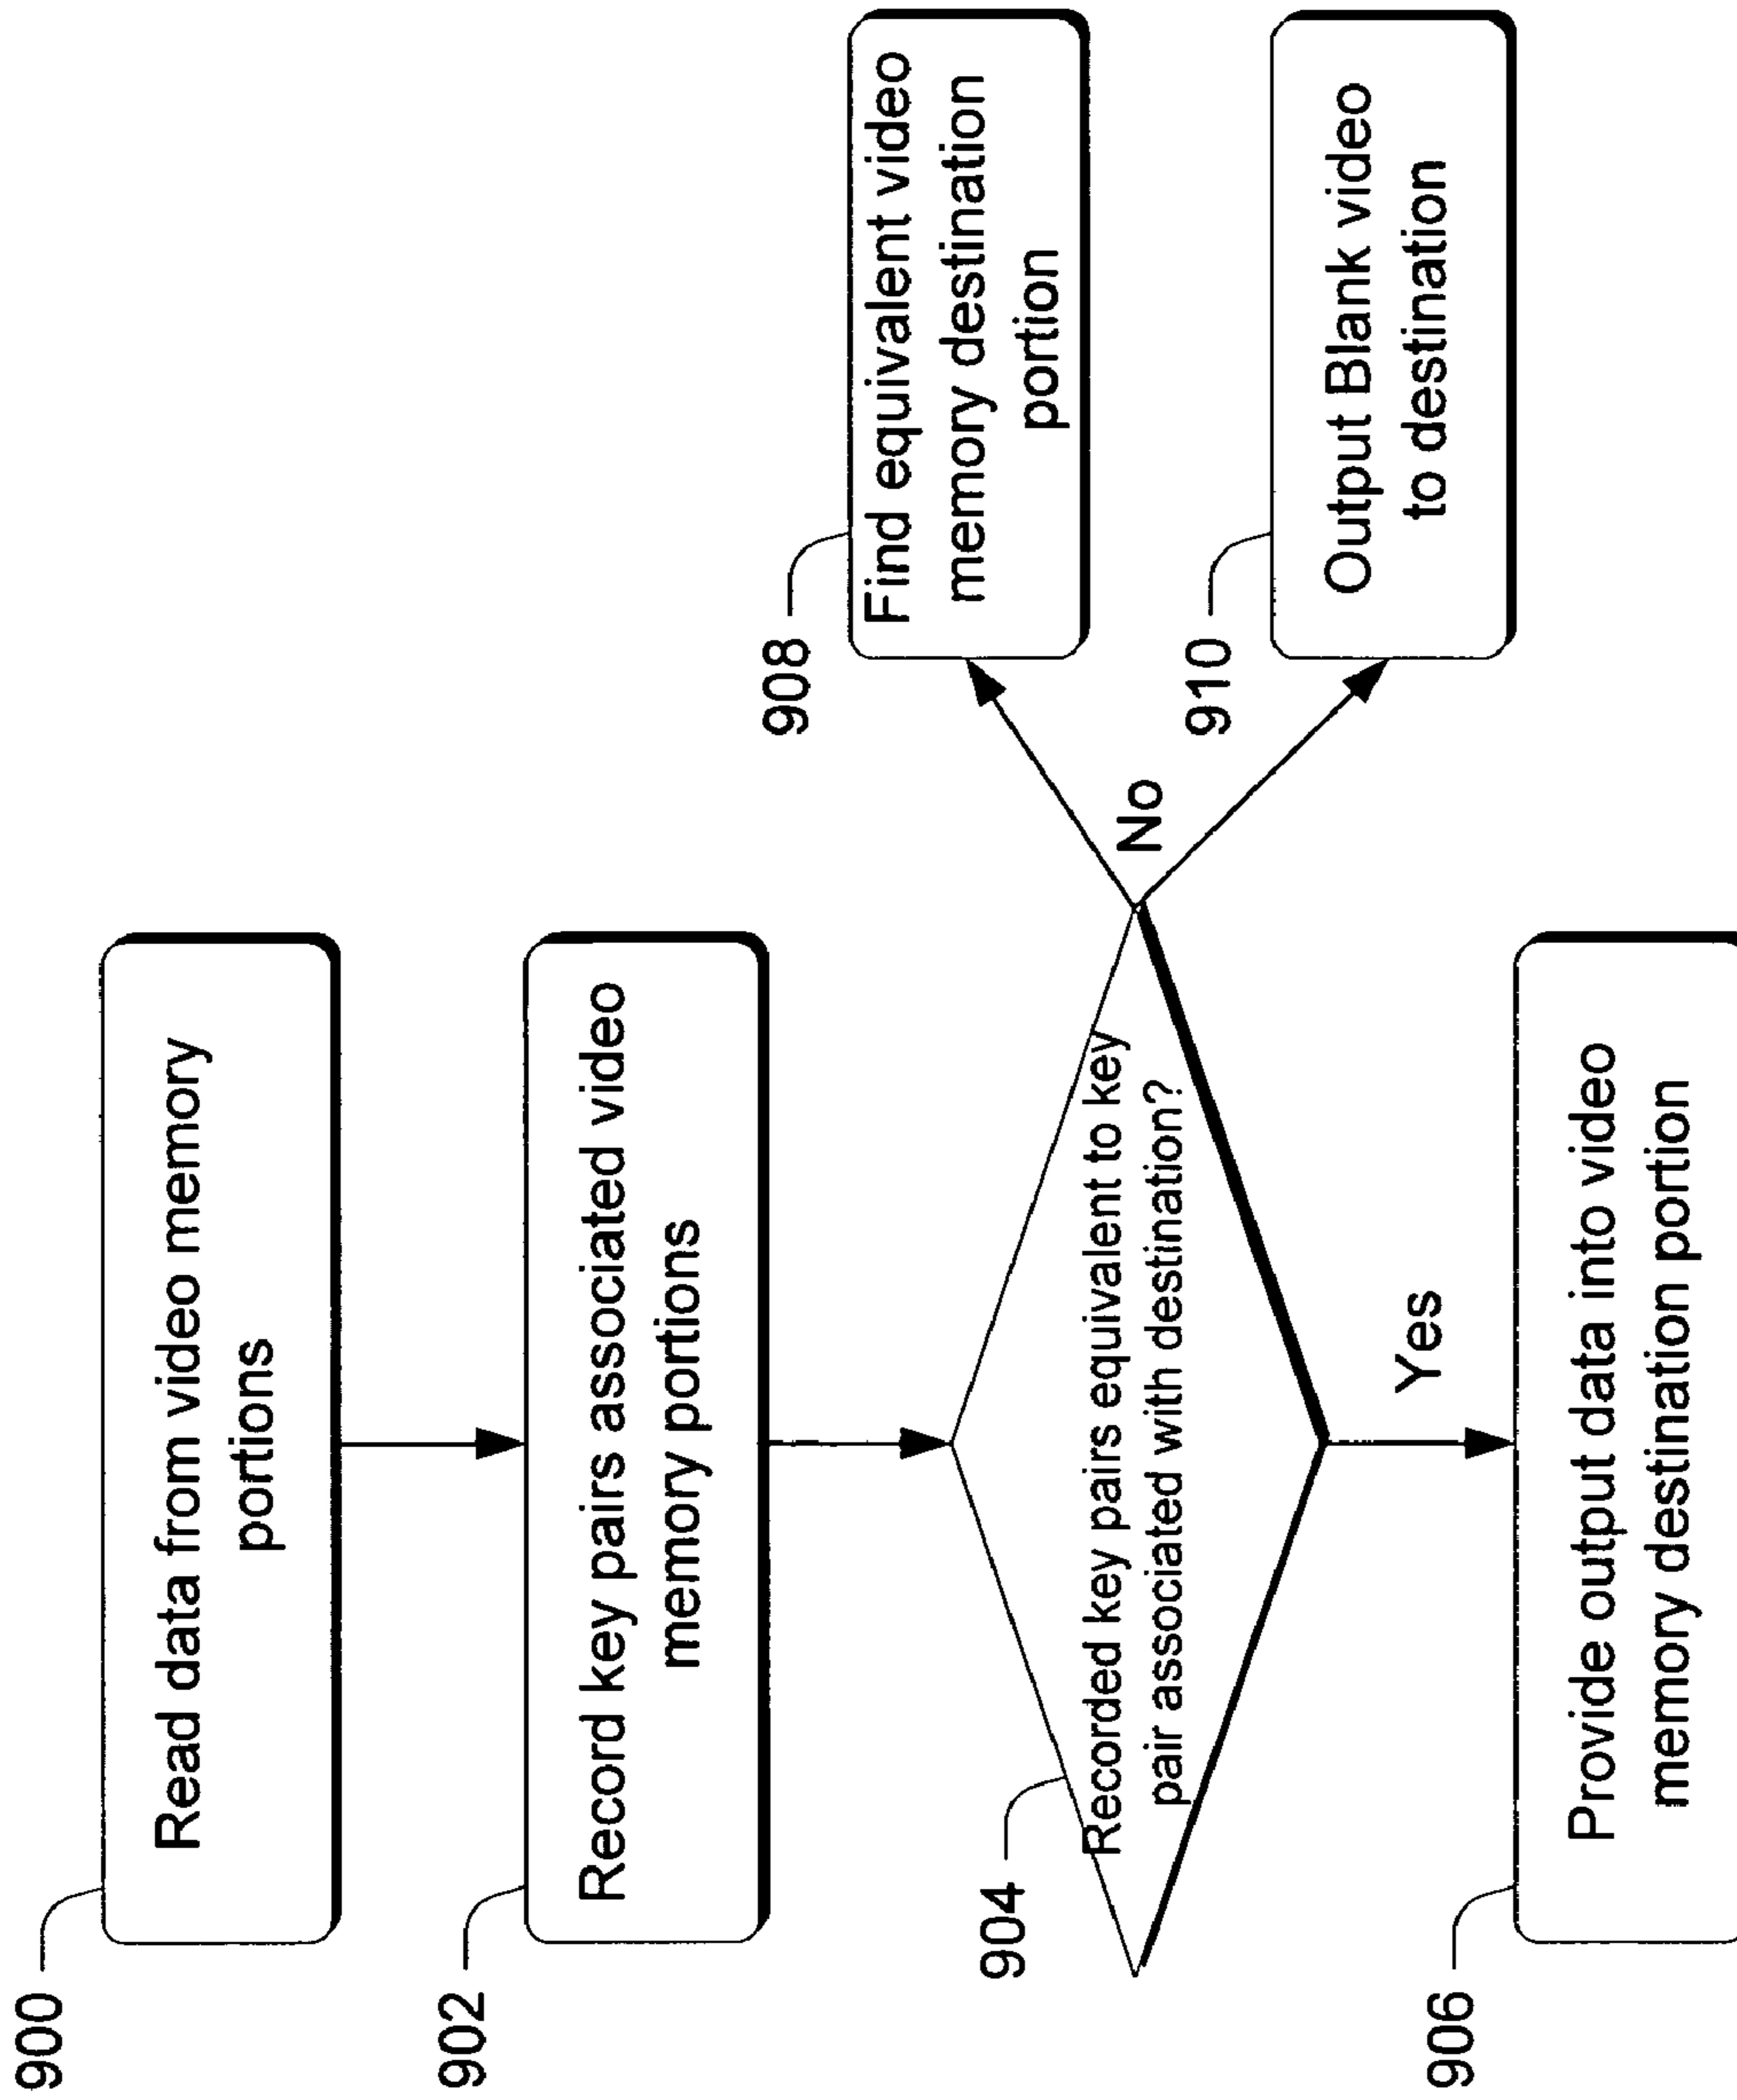 900
Read data from video memory
portions
902
Record key pairs associated video
memory portions
904
Recorded key pairs equivalent to key
pair associated with destination?
No
908
Find equivalent video
memory destination
portion
910
Output Blank video
to destination
Yes
906
Provide output data into video
memory destination portion